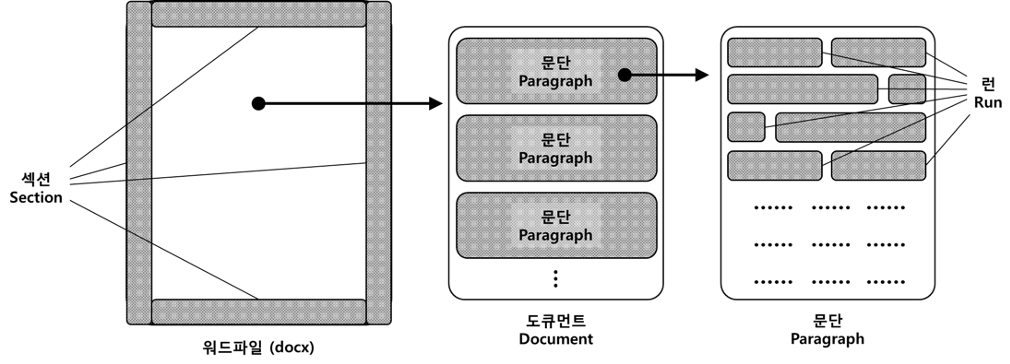 섹션
Section
워드파일 (docx)
문단
Paragraph
문단
Paragraph
문단
Paragraph
도큐먼트
Document
런
Run
문단
Paragraph